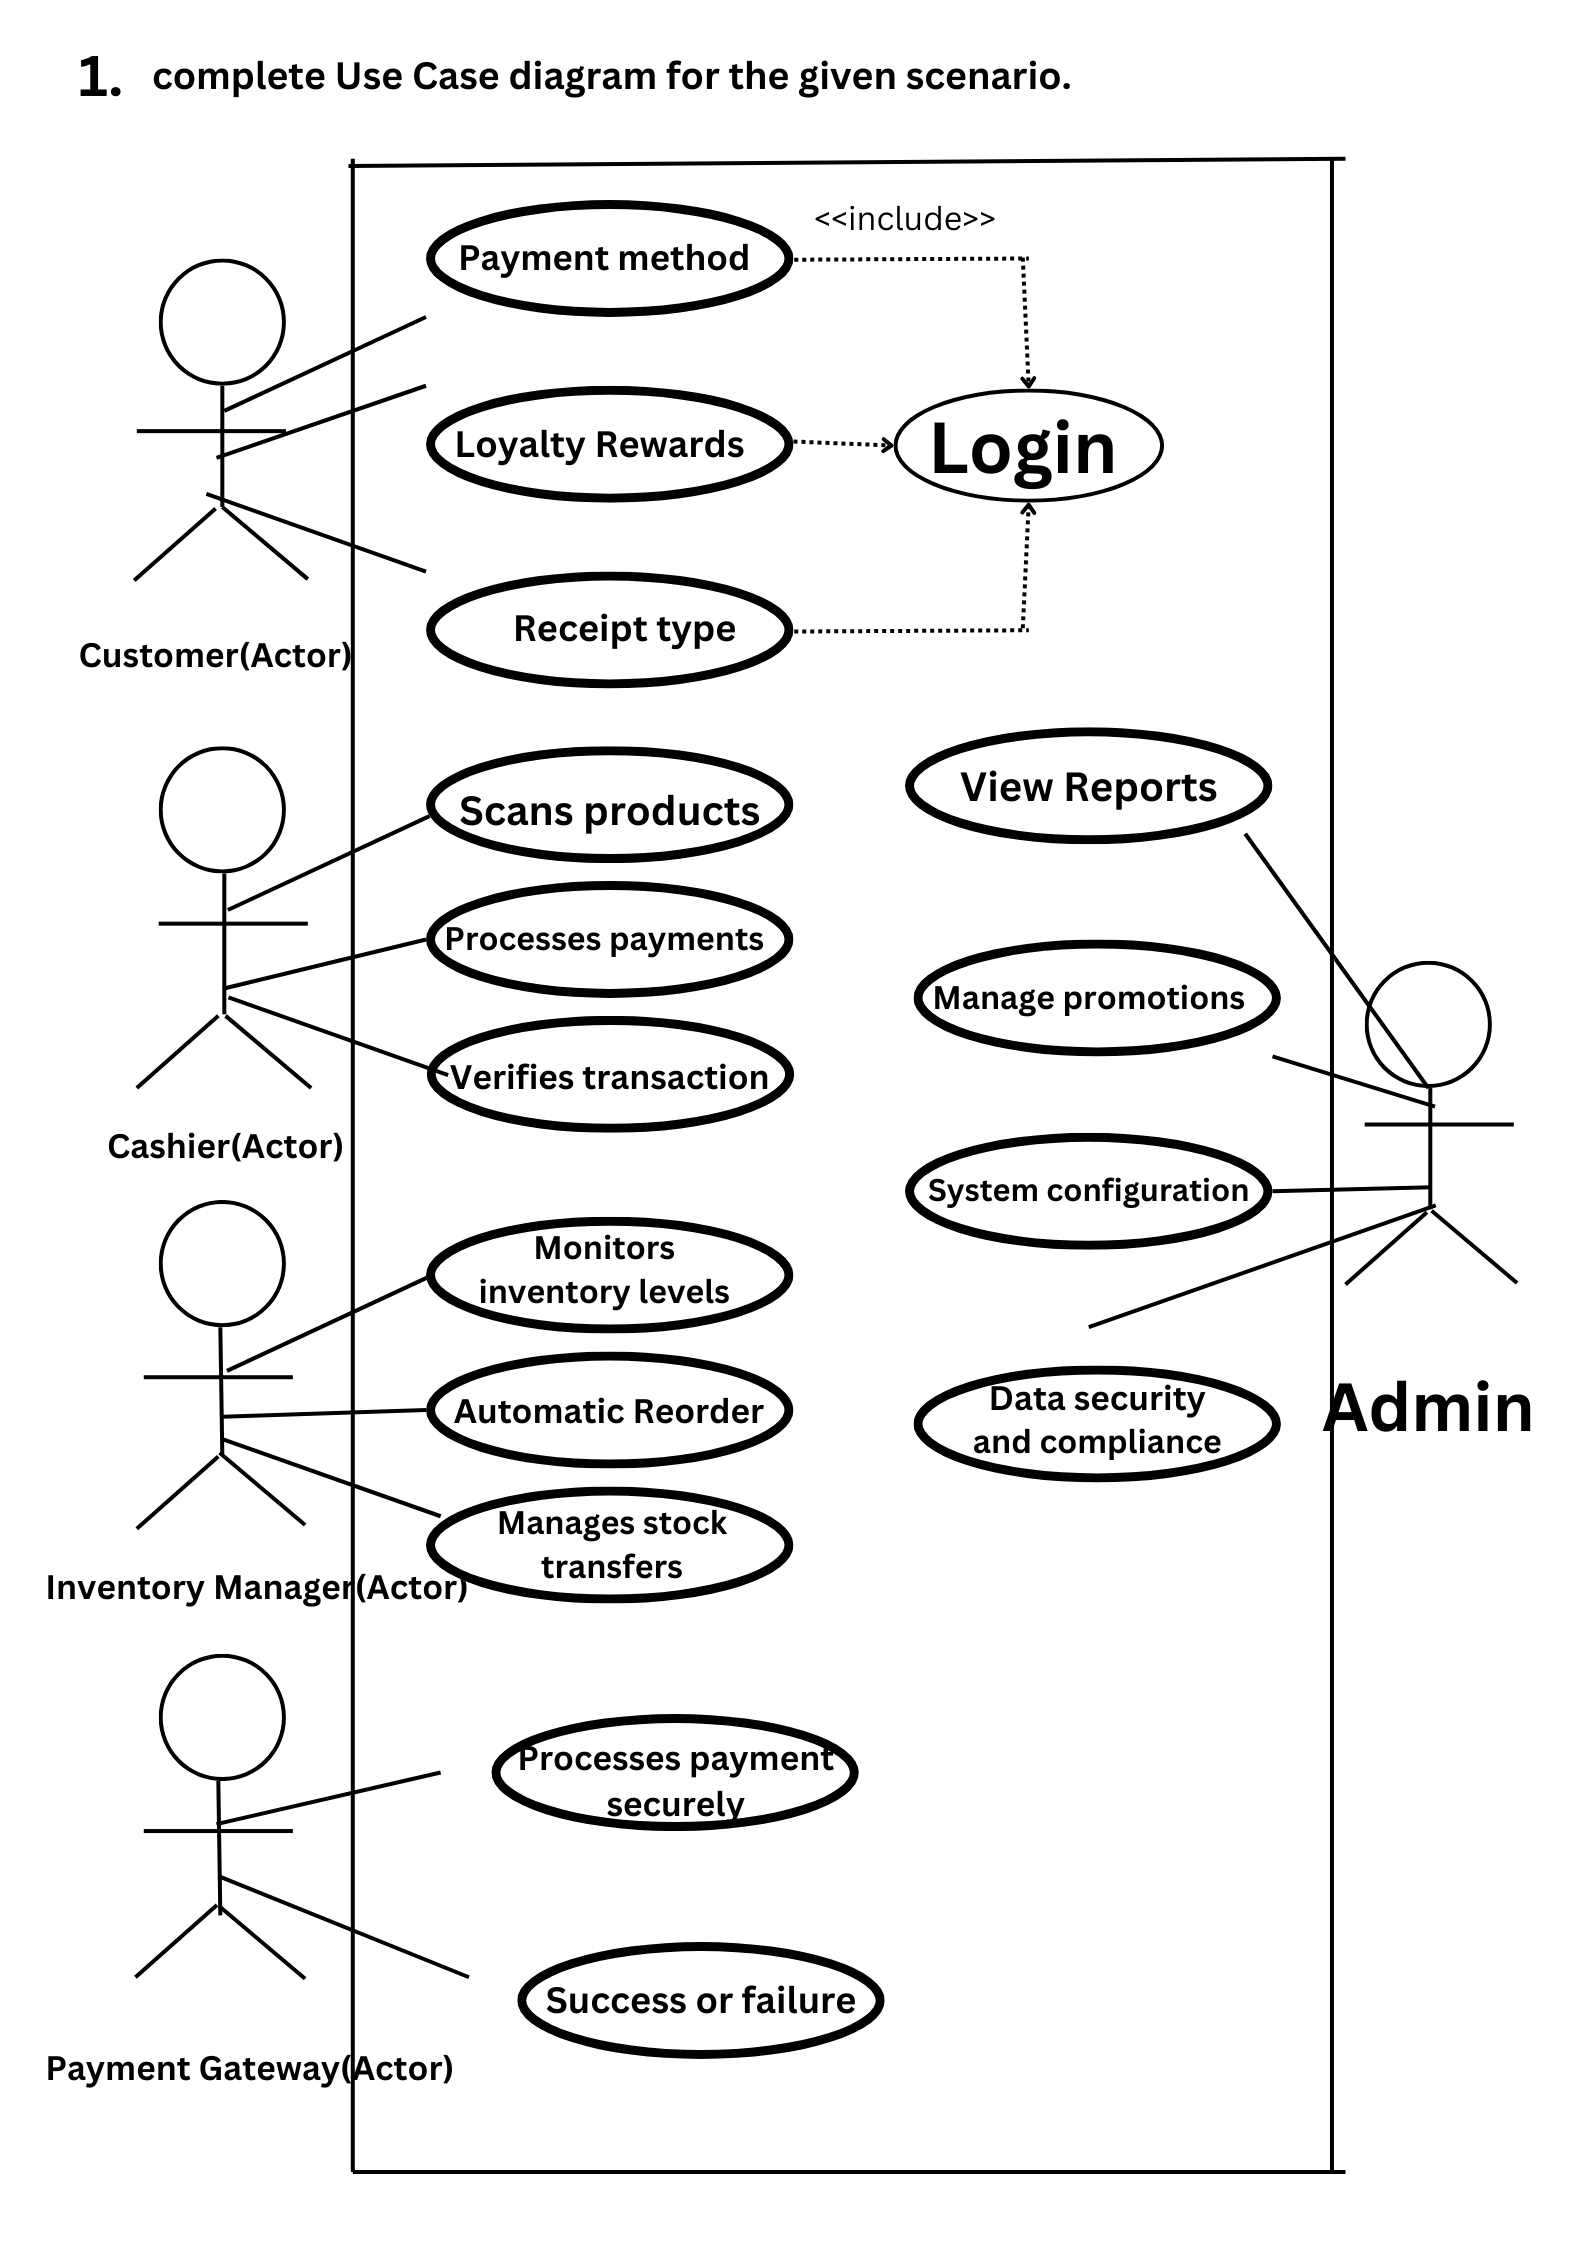 1. complete Use Case diagram for the given scenario.
<<include>>
Payment method
Loyalty Rewards
Login
Receipt type
Customer(Actor)
Scans products
View Reports
Processes payments
Manage promotions
Verifies transaction
Cashier(Actor)
System configuration
Monitors
inventory levels
Automatic Reorder
Data security
and compliance
Admin
Manages stock
transfers
Inventory Manager(Actor)
Processes payment
securely
Success or failure
Payment Gateway(Actor)